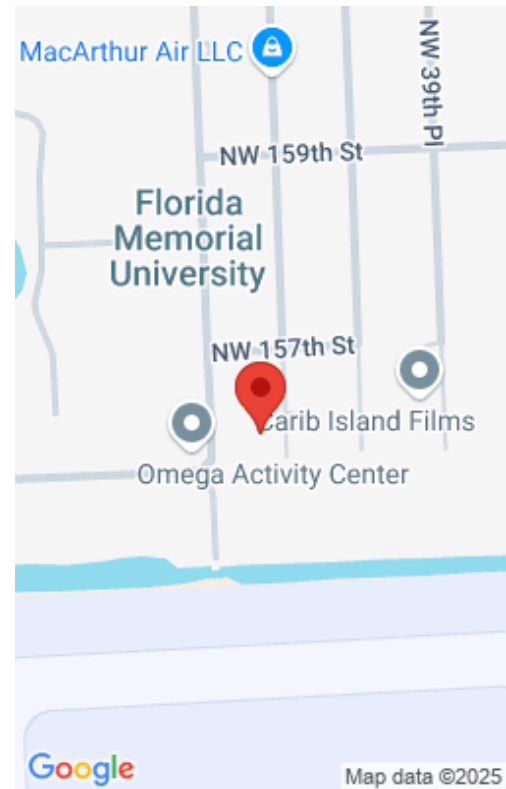 MacArthur Air LLC
NW 39th Pl
NW 159th St
Florida
Memorial
University
NW 157th St
Carib Island Films
Omega Activity Center
Google
Map data ©2025